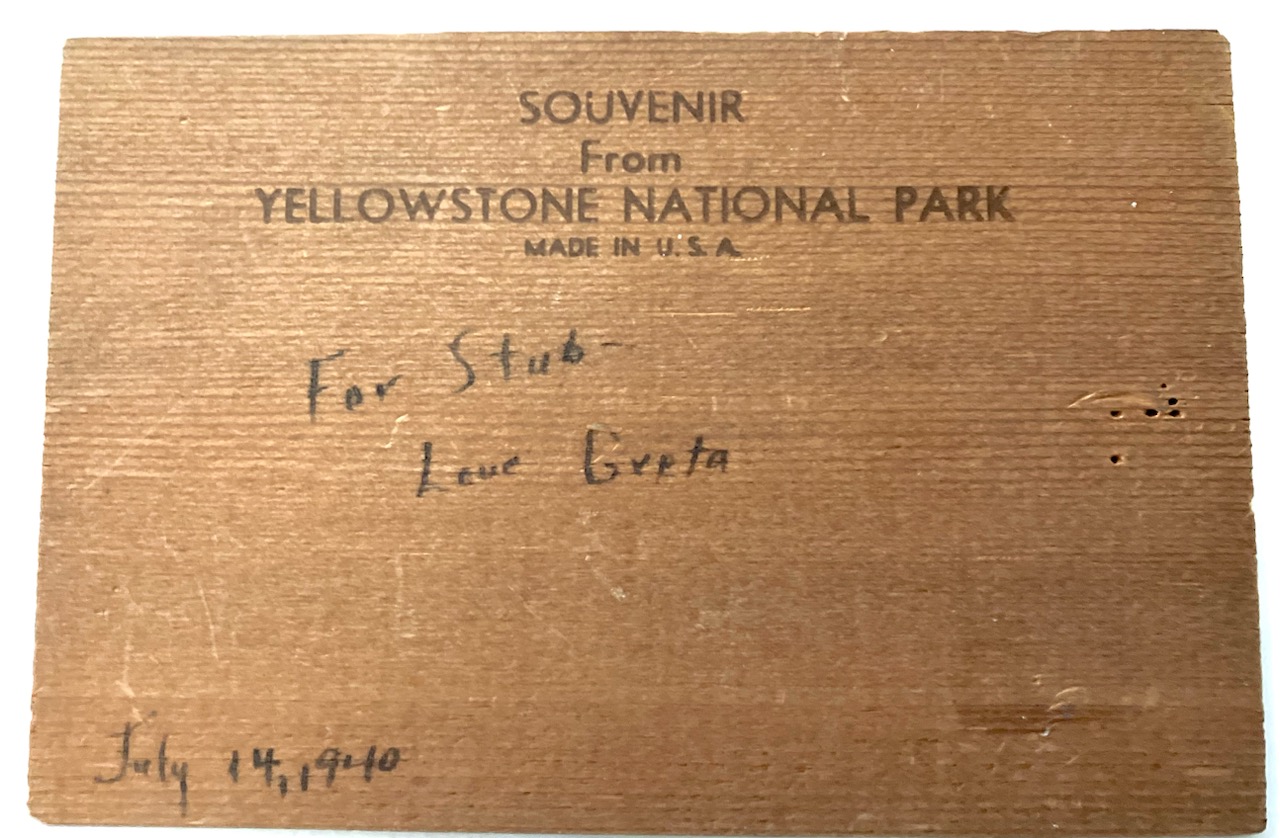 SOUVENIR
From
YELLOWSTONE NATIONAL PARK
MADE IN U.S.A.
For Stub-
Love Greta
July 14, 1940